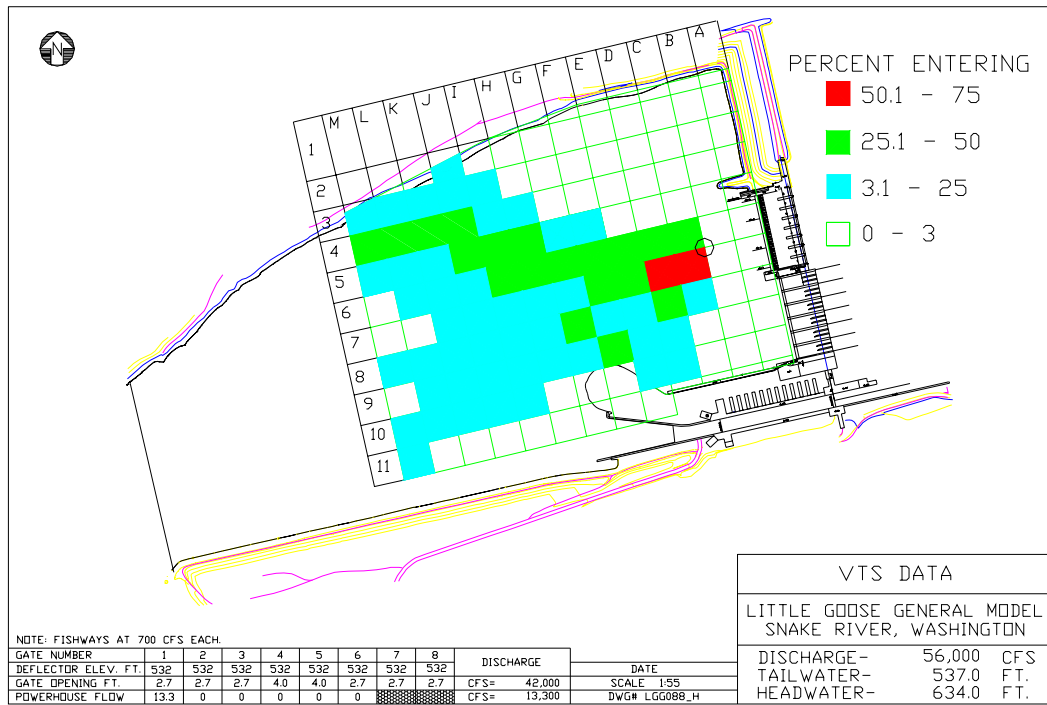 N
A
B
C
D
E
F
G
H
I
J
K
L
M
1
2
3
4
5
6
7
8
9
10
11
PERCENT ENTERING
50.1 - 75
25.1 - 50
3.1 - 25
0 - 3
VTS DATA
LITTLE GOOSE GENERAL MODEL
SNAKE RIVER, WASHINGTON
DISCHARGE- 56,000 CFS
TAILWATER- 537.0 FT.
HEADWATER- 634.0 FT.
NOTE: FISHWAYS AT 700 CFS EACH.
GATE NUMBER 1 2 3 4 5 6 7 8 DISCHARGE
DEFLECTOR ELEV. FT. 532 532 532 532 532 532 532 532 DATE
GATE OPENING FT. 2.7 2.7 2.7 4.0 4.0 2.7 2.7 2.7 CFS= 42,000 SCALE 1:55
POWERHOUSE FLOW 13.3 0 0 0 0 0 CFS= 13,300 DWG# LGG088_H